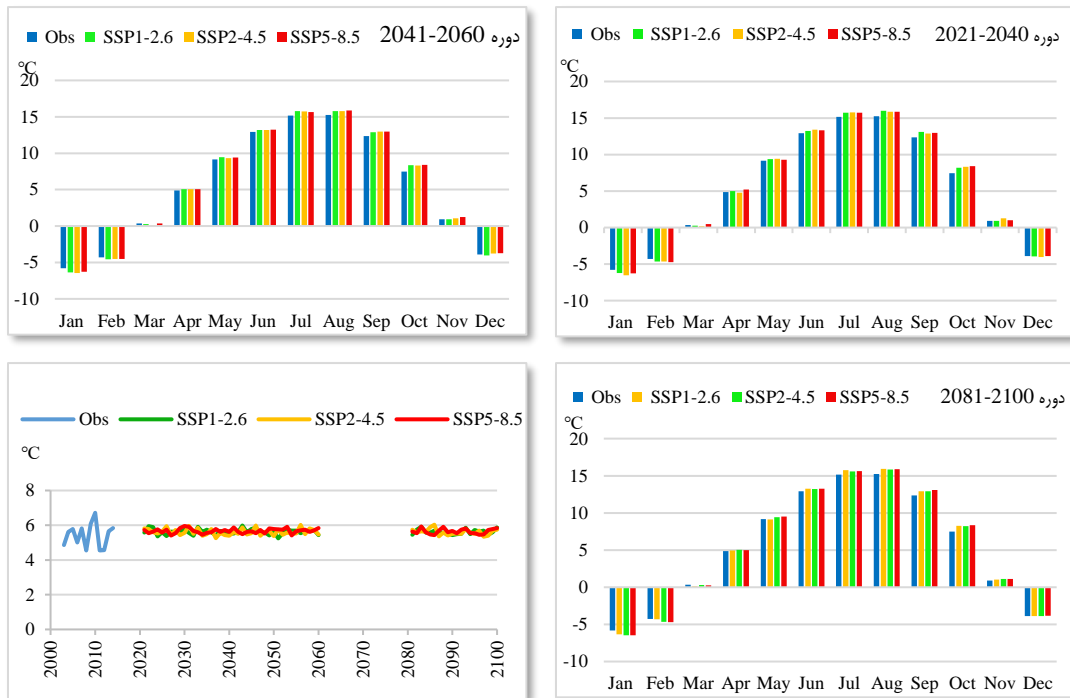 Obs SSP1-2.6 SSP2-4.5 SSP5-8.5 دوره 2041-2060
°C
20
15
10
5
0
-5
-10
Jan Feb Mar Apr May Jun Jul Aug Sep Oct Nov Dec
Obs SSP1-2.6 SSP2-4.5 SSP5-8.5 دوره 2021-2040
°C
20
15
10
5
0
-5
-10
Jan Feb Mar Apr May Jun Jul Aug Sep Oct Nov Dec
Obs SSP1-2.6 SSP2-4.5 SSP5-8.5
°C
8
6
4
2
0
2000 2010 2020 2030 2040 2050 2060 2070 2080 2090 2100
Obs SSP1-2.6 SSP2-4.5 SSP5-8.5 دوره 2081-2100
°C
20
15
10
5
0
-5
-10
Jan Feb Mar Apr May Jun Jul Aug Sep Oct Nov Dec